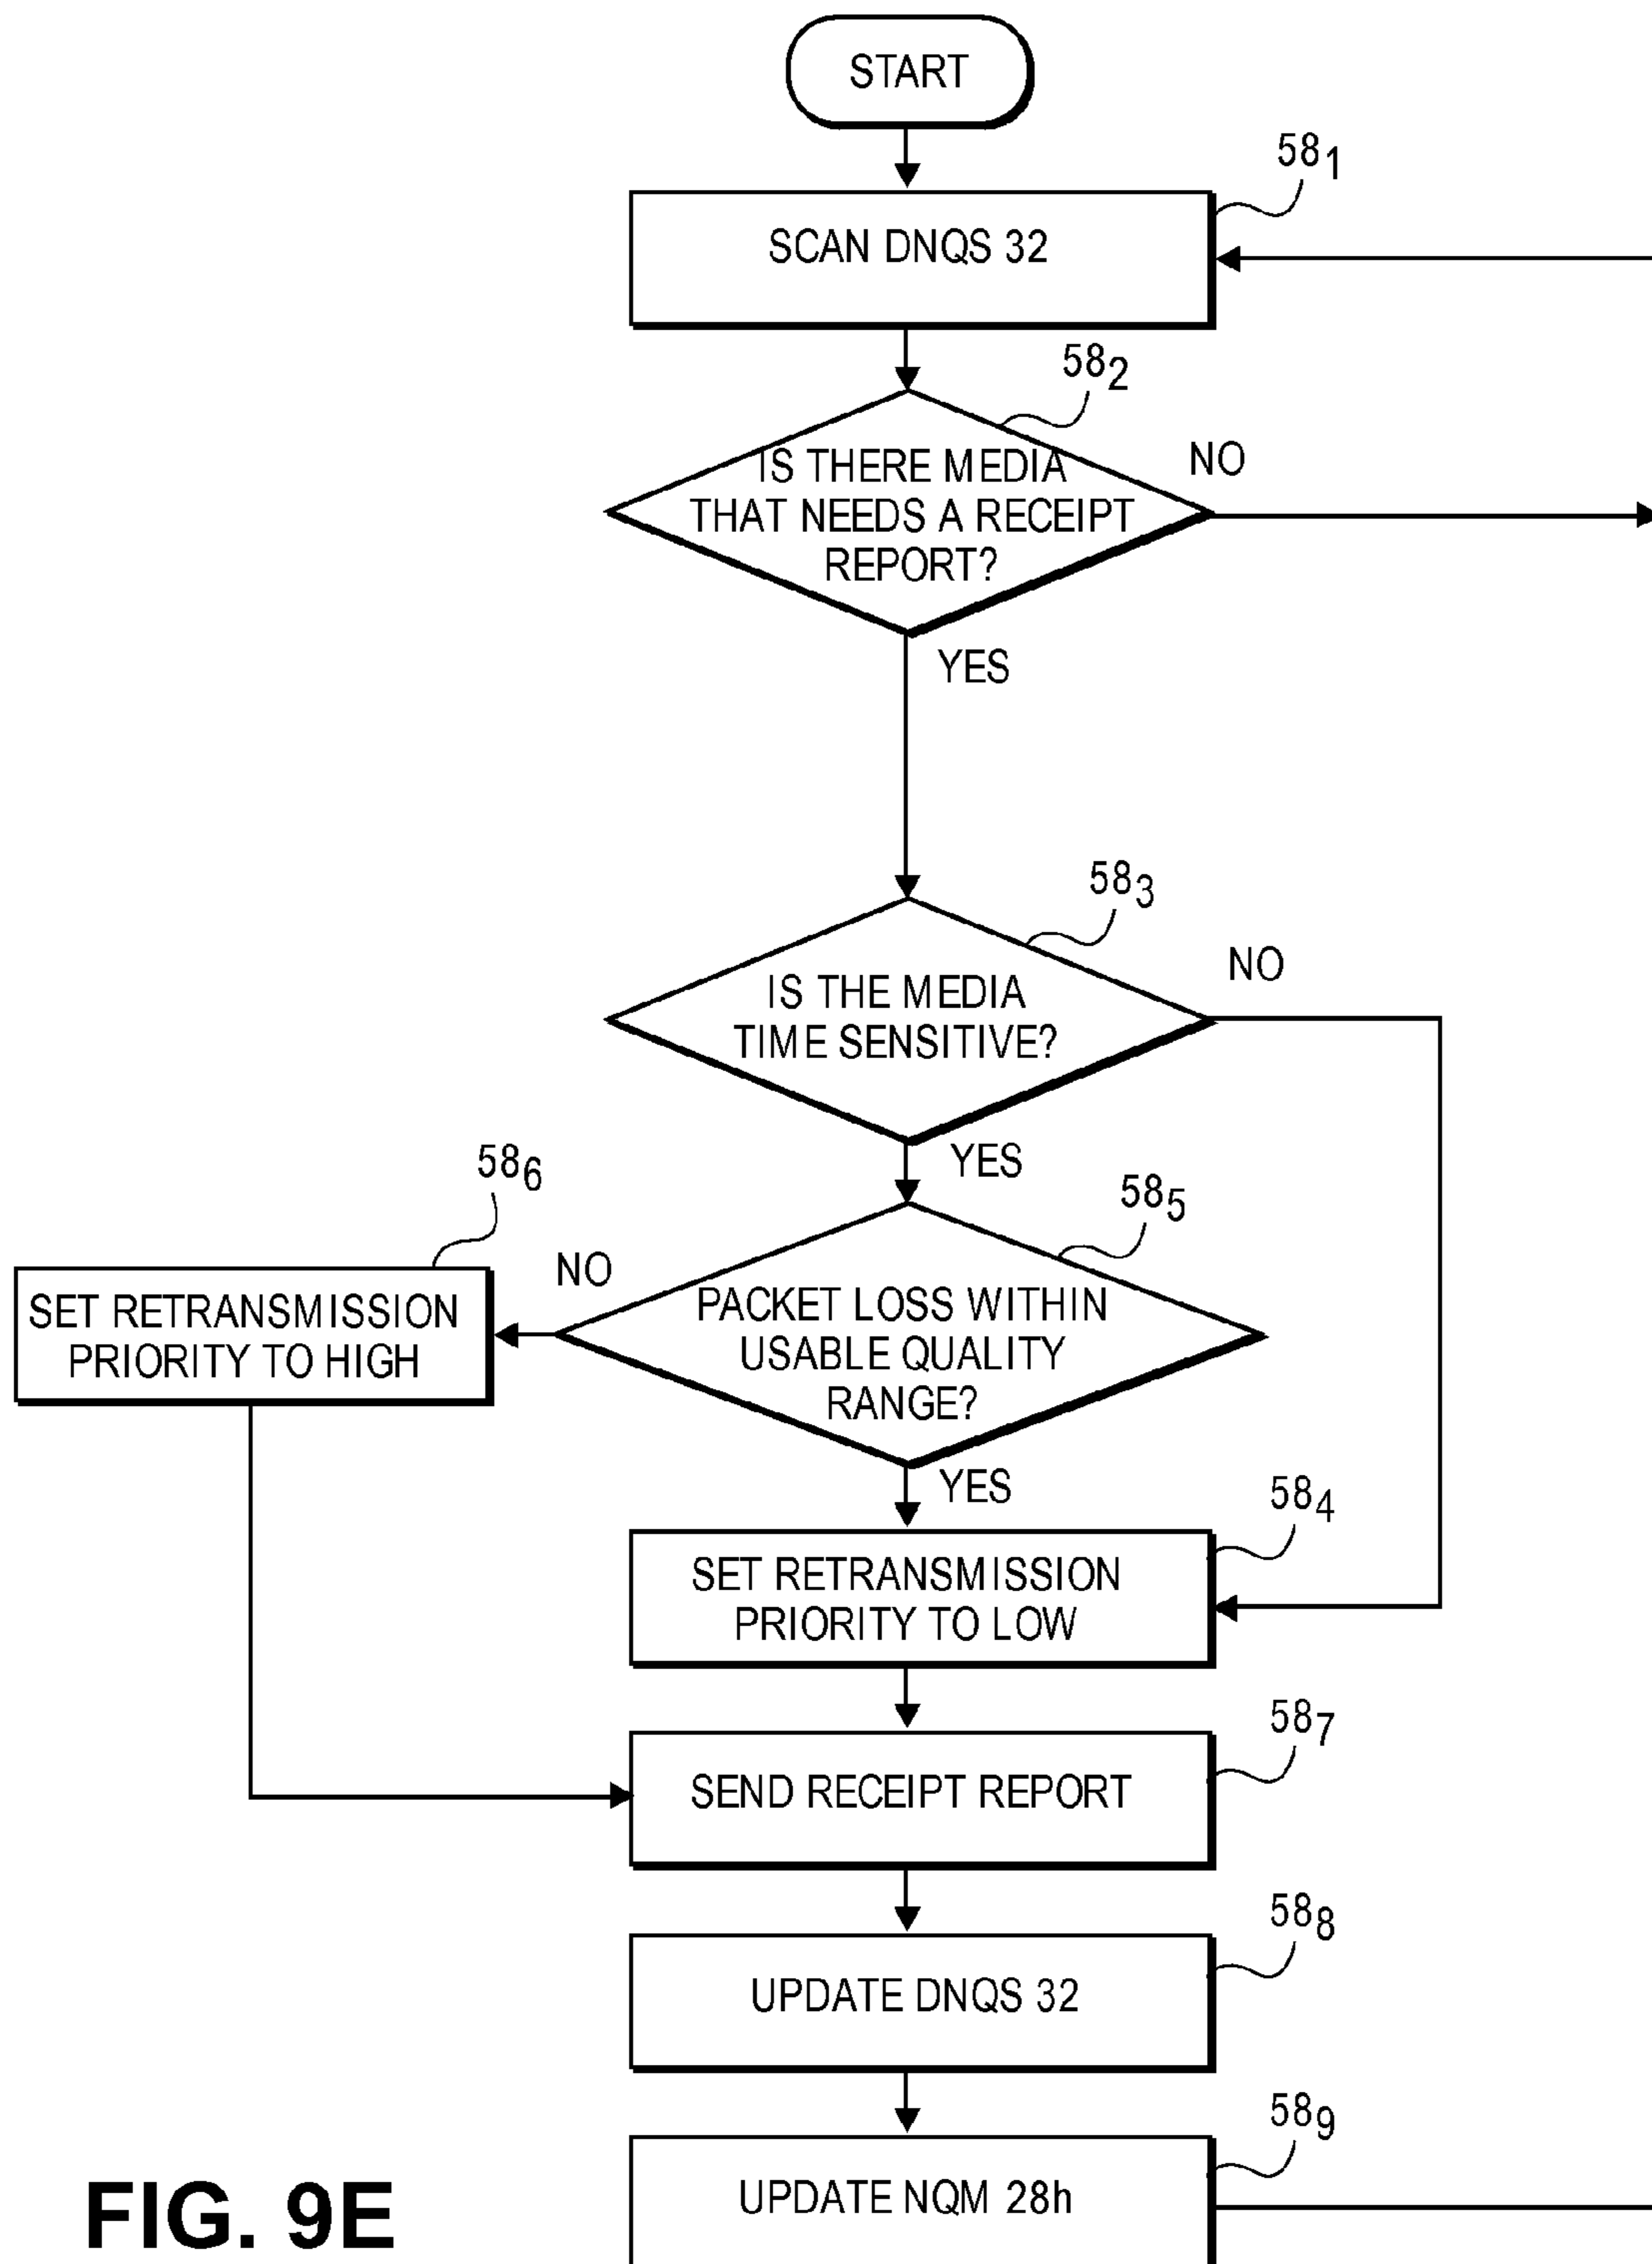 START
58₁
SCAN DNQS 32
58₂
IS THERE MEDIA
THAT NEEDS A RECEIPT
REPORT?
NO
YES
58₃
IS THE MEDIA
TIME SENSITIVE?
NO
YES
58₆
58₅
SET RETRANSMISSION
PRIORITY TO HIGH
NO
PACKET LOSS WITHIN
USABLE QUALITY
RANGE?
YES
58₄
SET RETRANSMISSION
PRIORITY TO LOW
58₇
SEND RECEIPT REPORT
58₈
UPDATE DNQS 32
58₉
UPDATE NQM 28h
FIG. 9E